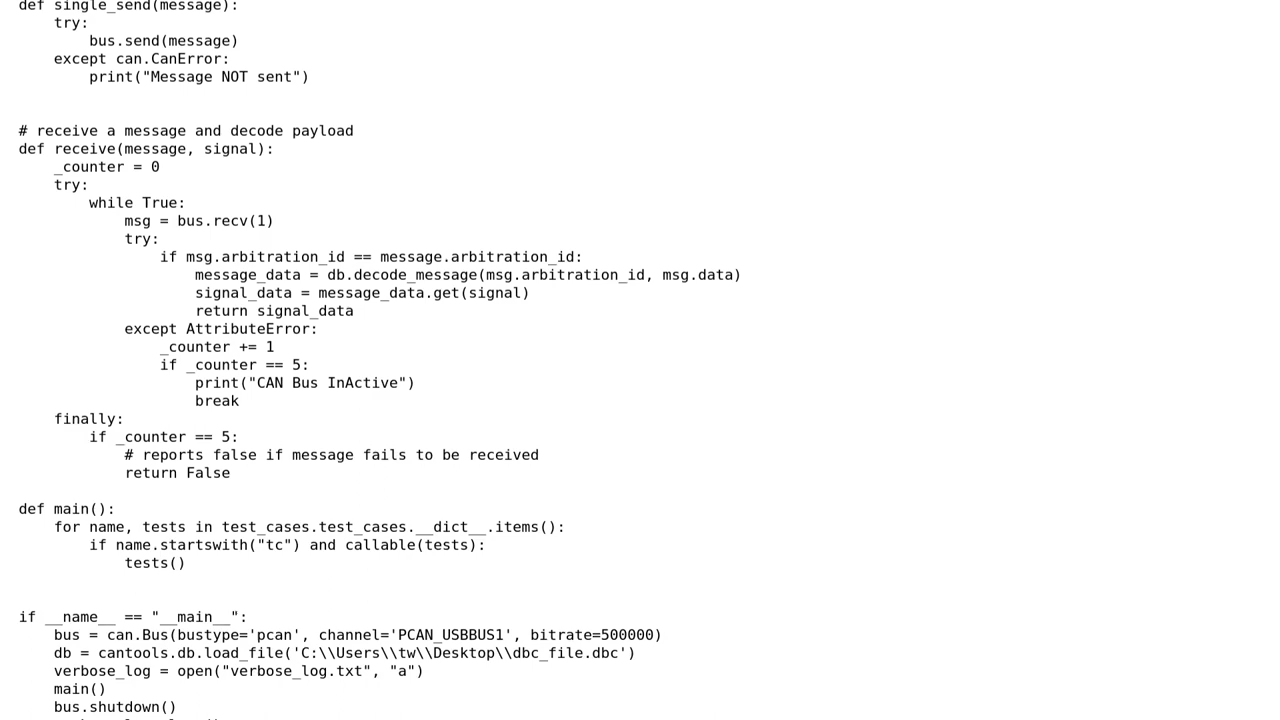 def single_send(message):
    try:
        bus.send(message)
    except can.CanError:
        print("Message NOT sent")


# receive a message and decode payload
def receive(message, signal):
    _counter = 0
    try:
        while True:
            msg = bus.recv(1)
            try:
                if msg.arbitration_id == message.arbitration_id:
                    message_data = db.decode_message(msg.arbitration_id, msg.data)
                    signal_data = message_data.get(signal)
                    return signal_data
            except AttributeError:
                _counter += 1
                if _counter == 5:
                    print("CAN Bus InActive")
                    break
    finally:
        if _counter == 5:
            # reports false if message fails to be received
            return False

def main():
    for name, tests in test_cases.test_cases.__dict__.items():
        if name.startswith("tc") and callable(tests):
            tests()


if __name__ == "__main__":
    bus = can.Bus(bustype='pcan', channel='PCAN_USBBUS1', bitrate=500000)
    db = cantools.db.load_file('C:\\Users\\tw\\Desktop\\dbc_file.dbc')
    verbose_log = open("verbose_log.txt", "a")
    main()
    bus.shutdown()